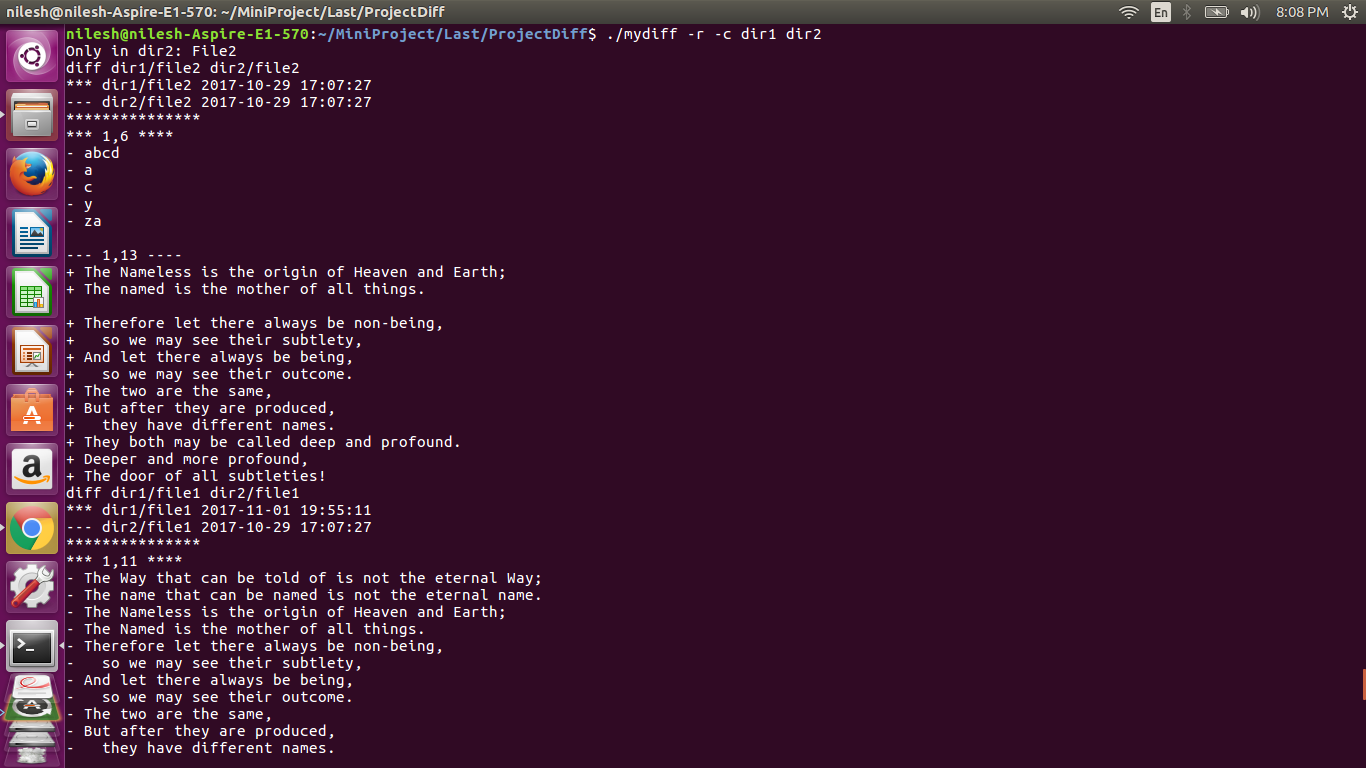 nilesh@nilesh-Aspire-E1-570: ~/MiniProject/Last/ProjectDiff
En
8:08 PM
nilesh@nilesh-Aspire-E1-570:~/MiniProject/Last/ProjectDiff$ ./mydiff -r -c dir1 dir2
Only in dir2: File2
diff dir1/file2 dir2/file2
*** dir1/file2 2017-10-29 17:07:27
--- dir2/file2 2017-10-29 17:07:27
***************
*** 1,6 ****
- abcd
- a
- c
- y
- za

--- 1,13 ----
+ The Nameless is the origin of Heaven and Earth;
+ The named is the mother of all things.

+ Therefore let there always be non-being,
+   so we may see their subtlety,
+ And let there always be being,
+   so we may see their outcome.
+ The two are the same,
+ But after they are produced,
+   they have different names.
+ They both may be called deep and profound.
+ Deeper and more profound,
+ The door of all subtleties!
diff dir1/file1 dir2/file1
*** dir1/file1 2017-11-01 19:55:11
--- dir2/file1 2017-10-29 17:07:27
***************
*** 1,11 ****
- The Way that can be told of is not the eternal Way;
- The name that can be named is not the eternal name.
- The Nameless is the origin of Heaven and Earth;
- The Named is the mother of all things.
- Therefore let there always be non-being,
-   so we may see their subtlety,
- And let there always be being,
-   so we may see their outcome.
- The two are the same,
- But after they are produced,
-   they have different names.